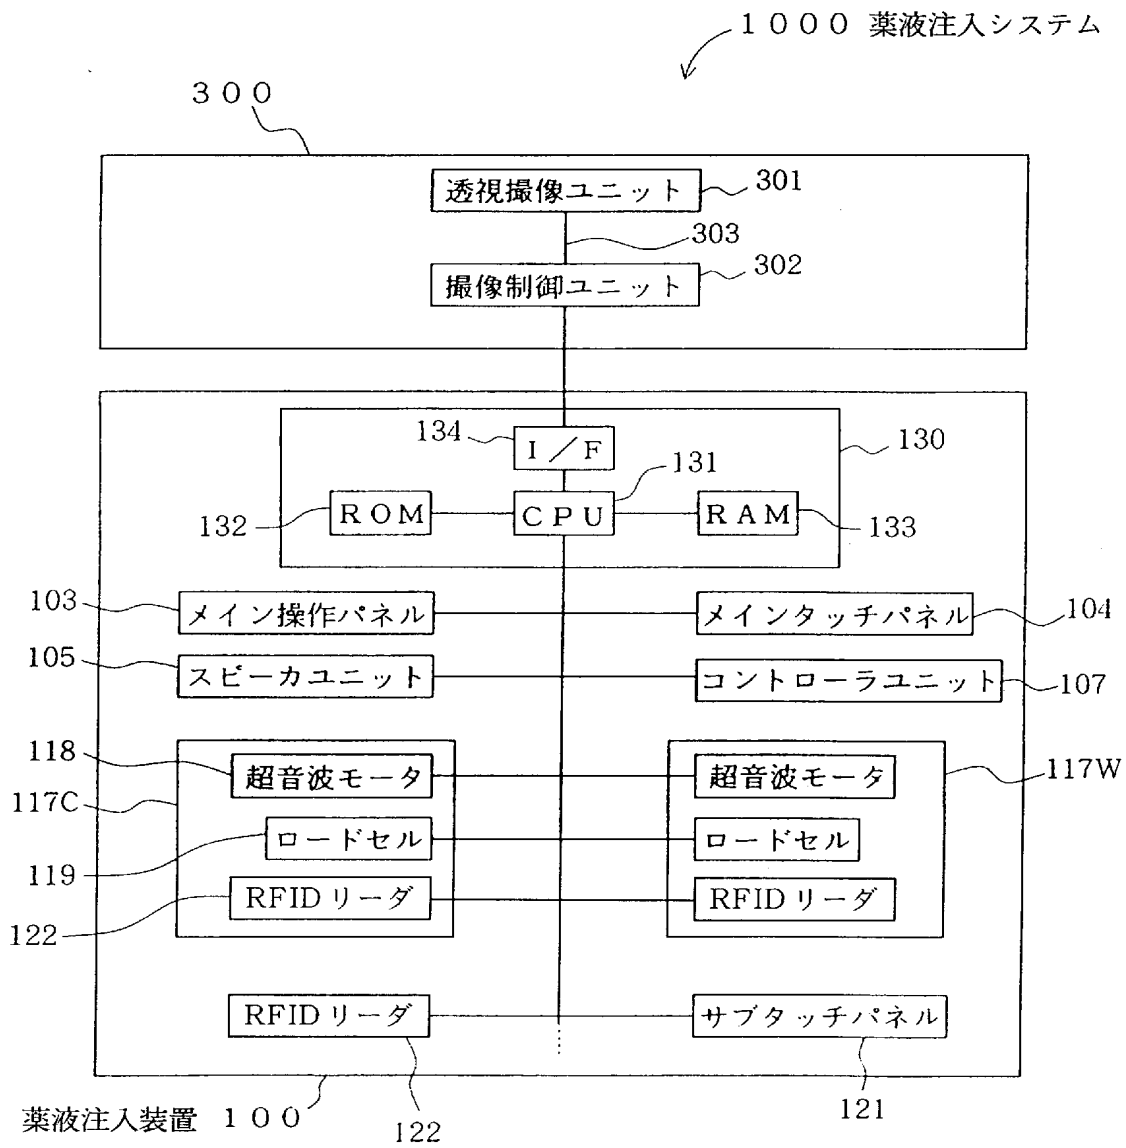 １０００ 薬液注入システム
３００
透視撮像ユニット
301
303
撮像制御ユニット
302
134
Ｉ／Ｆ
130
131
132
ＲＯＭ
ＣＰＵ
ＲＡＭ
133
103
メイン操作パネル
メインタッチパネル
104
105
スピーカユニット
コントローラユニット
107
118
超音波モータ
超音波モータ
117W
117C
ロードセル
ロードセル
119
RFIDリーダ
RFIDリーダ
122
RFIDリーダ
サブタッチパネル
薬液注入装置 １００
122
121